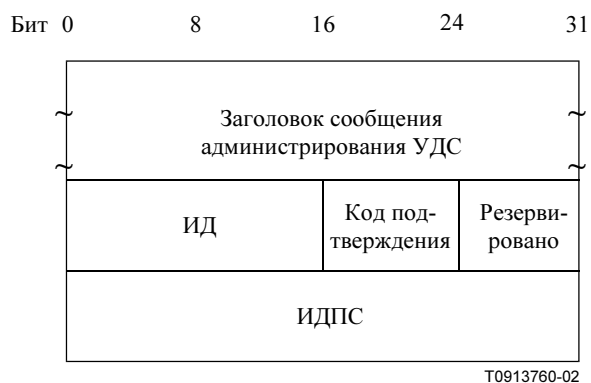 Бит 0 8 16 24 31
Заголовок сообщения
администрирования УДС
ИД
Код под-
тверждения
Резерви-
ровано
ИДПС
T0913760-02